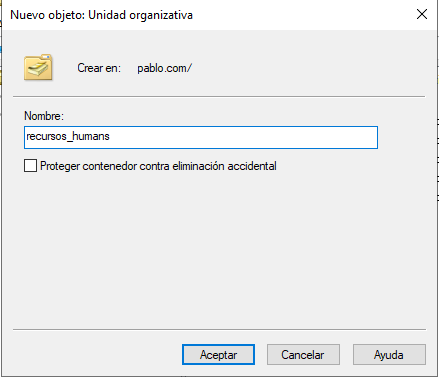 Nuevo objeto: Unidad organizativa
Crear en: pablo.com/
Nombre:
recursos_humans
Proteger contenedor contra eliminación accidental
Aceptar Cancelar Ayuda